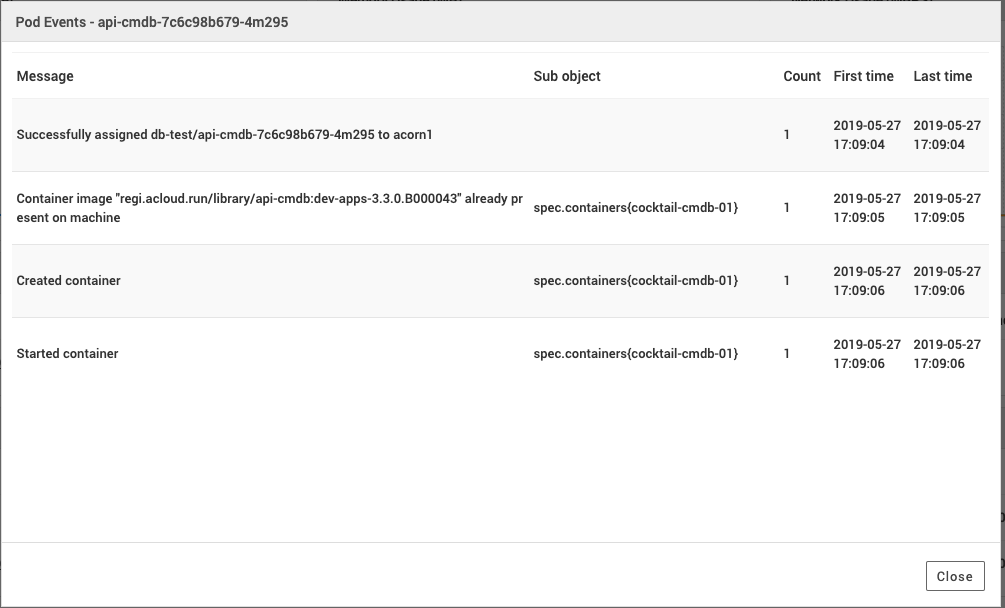 Pod Events - api-cmdb-7c6c98b679-4m295
Message Sub object Count First time Last time
Successfully assigned db-test/api-cmdb-7c6c98b679-4m295 to acorn1 1 2019-05-27 2019-05-27
17:09:04 17:09:04
Container image "regi.acloud.run/library/api-cmdb:dev-apps-3.3.0.B000043" already pr
esent on machine spec.containers{cocktail-cmdb-01} 1 2019-05-27 2019-05-27
17:09:05 17:09:05
Created container spec.containers{cocktail-cmdb-01} 1 2019-05-27 2019-05-27
17:09:06 17:09:06
Started container spec.containers{cocktail-cmdb-01} 1 2019-05-27 2019-05-27
17:09:06 17:09:06
Close